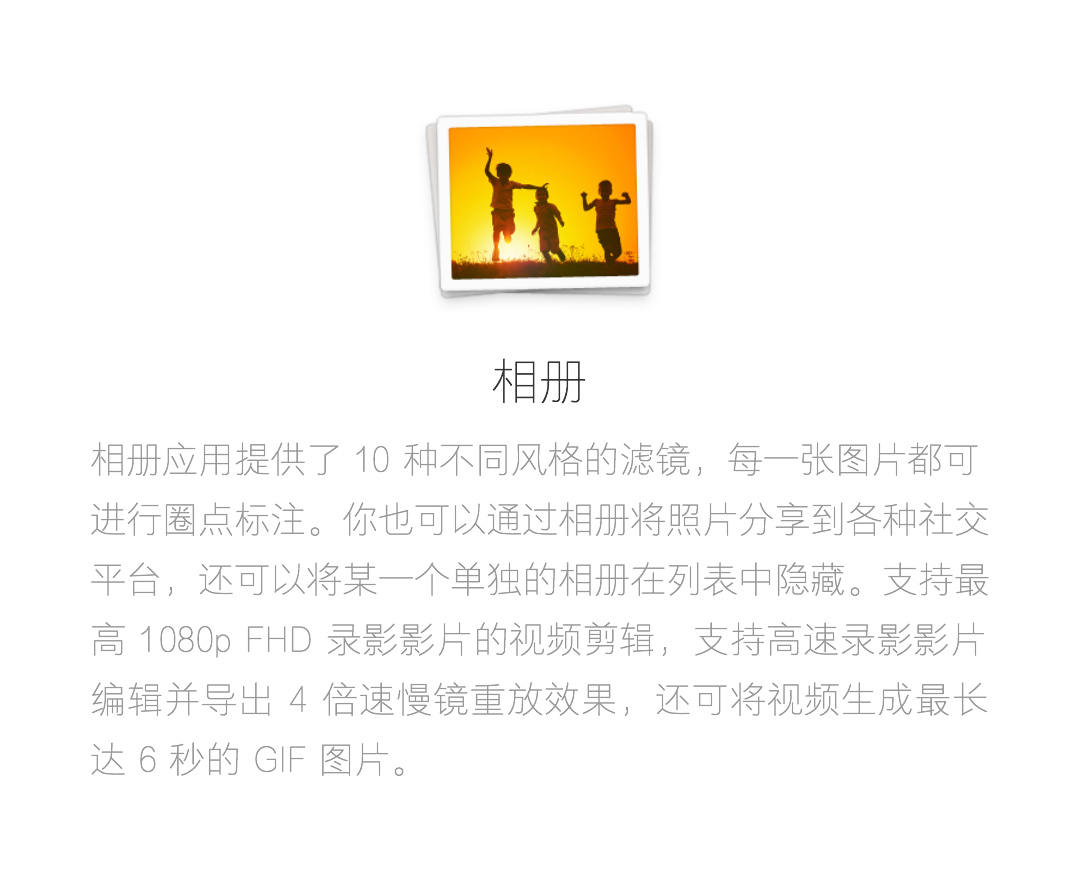 相册
相册应用提供了 10 种不同风格的滤镜，每一张图片都可
进行圈点标注。你也可以通过相册将照片分享到各种社交
平台，还可以将某一个单独的相册在列表中隐藏。支持最
高 1080p FHD 录影影片的视频剪辑，支持高速录影影片
编辑并导出 4 倍速慢镜重放效果，还可将视频生成最长
达 6 秒的 GIF 图片。